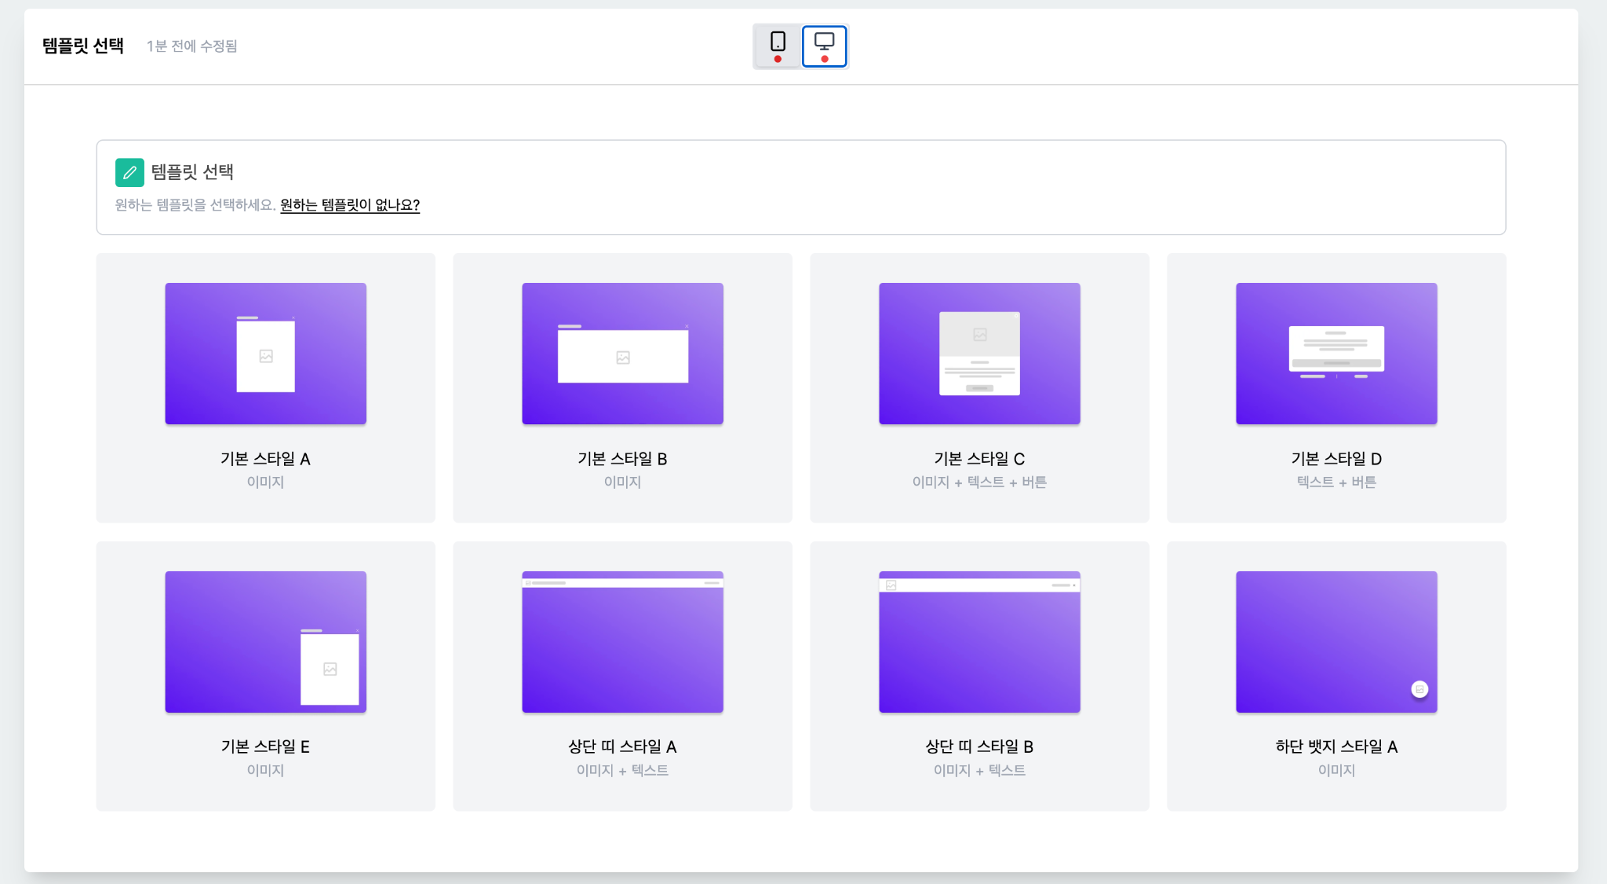 템플릿 선택
1분 전에 수정됨
템플릿 선택
원하는 템플릿을 선택하세요. 원하는 템플릿이 없나요?
기본 스타일 A
이미지
기본 스타일 B
이미지
기본 스타일 C
이미지 + 텍스트 + 버튼
기본 스타일 D
텍스트 + 버튼
기본 스타일 E
이미지
상단 띠 스타일 A
이미지 + 텍스트
상단 띠 스타일 B
이미지 + 텍스트
하단 뱃지 스타일 A
이미지